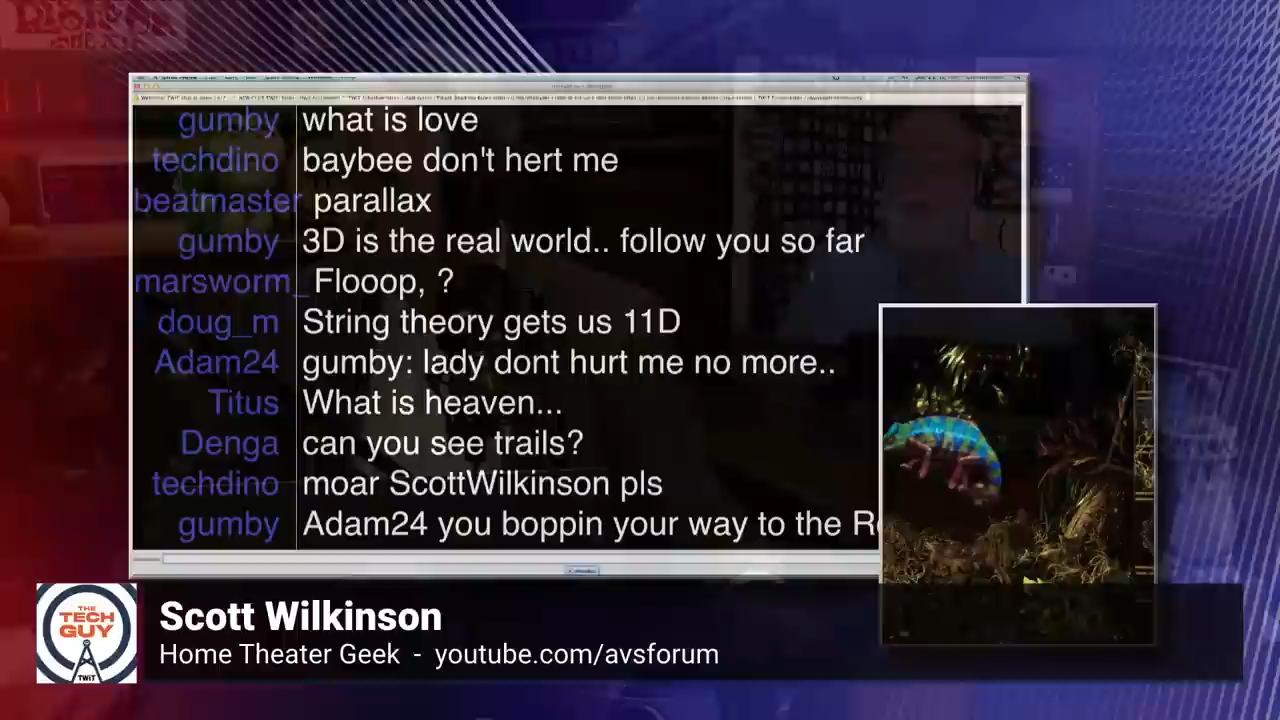 gumby what is love
techdino baybee don't hert me
beatmaster parallax
gumby 3D is the real world.. follow you so far
marsworm_ Flooop, ?
doug_m String theory gets us 11D
Adam24 gumby: lady dont hurt me no more..
Titus What is heaven...
Denga can you see trails?
techdino moar ScottWilkinson pls
gumby Adam24 you boppin your way to the
THE
TECH
GUY
TWiT
Scott Wilkinson
Home Theater Geek - youtube.com/avsforum